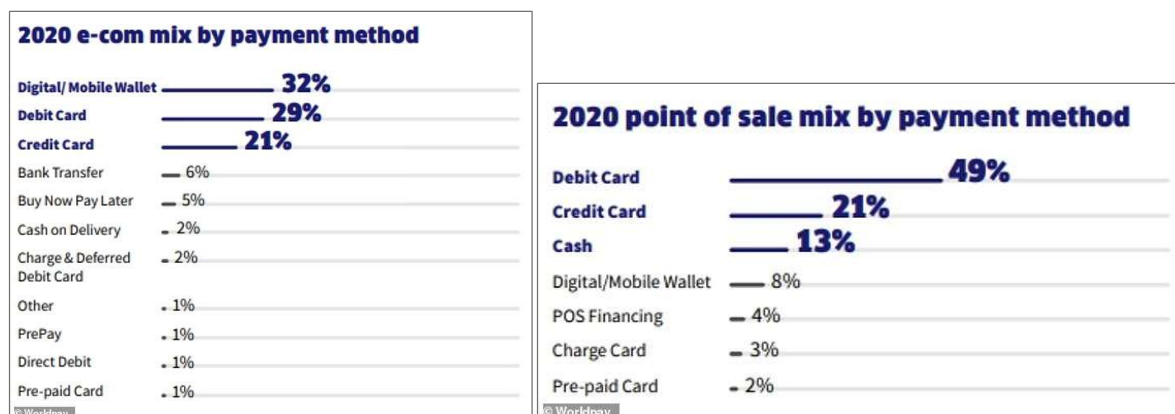 2020 e-com mix by payment method
Digital/Mobile Wallet 32%
Debit Card 29%
Credit Card 21%
Bank Transfer 6%
Buy Now Pay Later 5%
Cash on Delivery 2%
Charge & Deferred 2%
Debit Card
Other 1%
PrePay 1%
Direct Debit 1%
Pre-paid Card 1%
© Worldpay
2020 point of sale mix by payment method
Debit Card 49%
Credit Card 21%
Cash 13%
Digital/Mobile Wallet 8%
POS Financing 4%
Charge Card 3%
Pre-paid Card 2%
© Worldpay